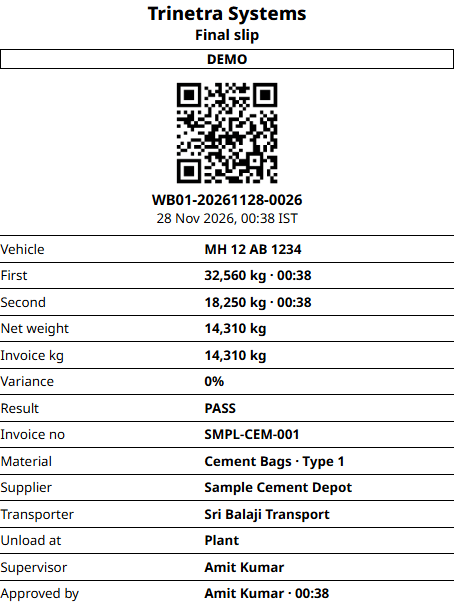 Trinetra Systems
Final slip
DEMO
WB01-20261128-0026
28 Nov 2026, 00:38 IST
Vehicle MH 12 AB 1234
First 32,560 kg · 00:38
Second 18,250 kg · 00:38
Net weight 14,310 kg
Invoice kg 14,310 kg
Variance 0%
Result PASS
Invoice no SMPL-CEM-001
Material Cement Bags · Type 1
Supplier Sample Cement Depot
Transporter Sri Balaji Transport
Unload at Plant
Supervisor Amit Kumar
Approved by Amit Kumar · 00:38